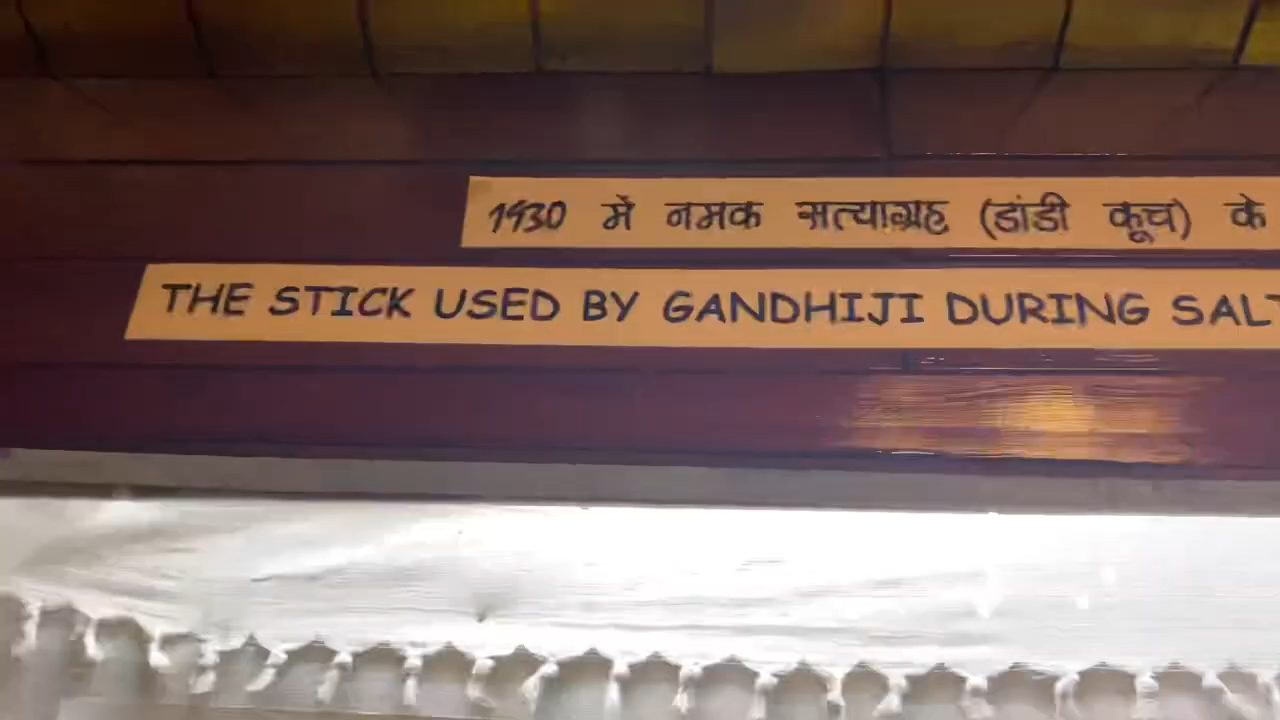 1930 में नमक सत्याग्रह (डांडी कूच) के
THE STICK USED BY GANDHIJI DURING SALT